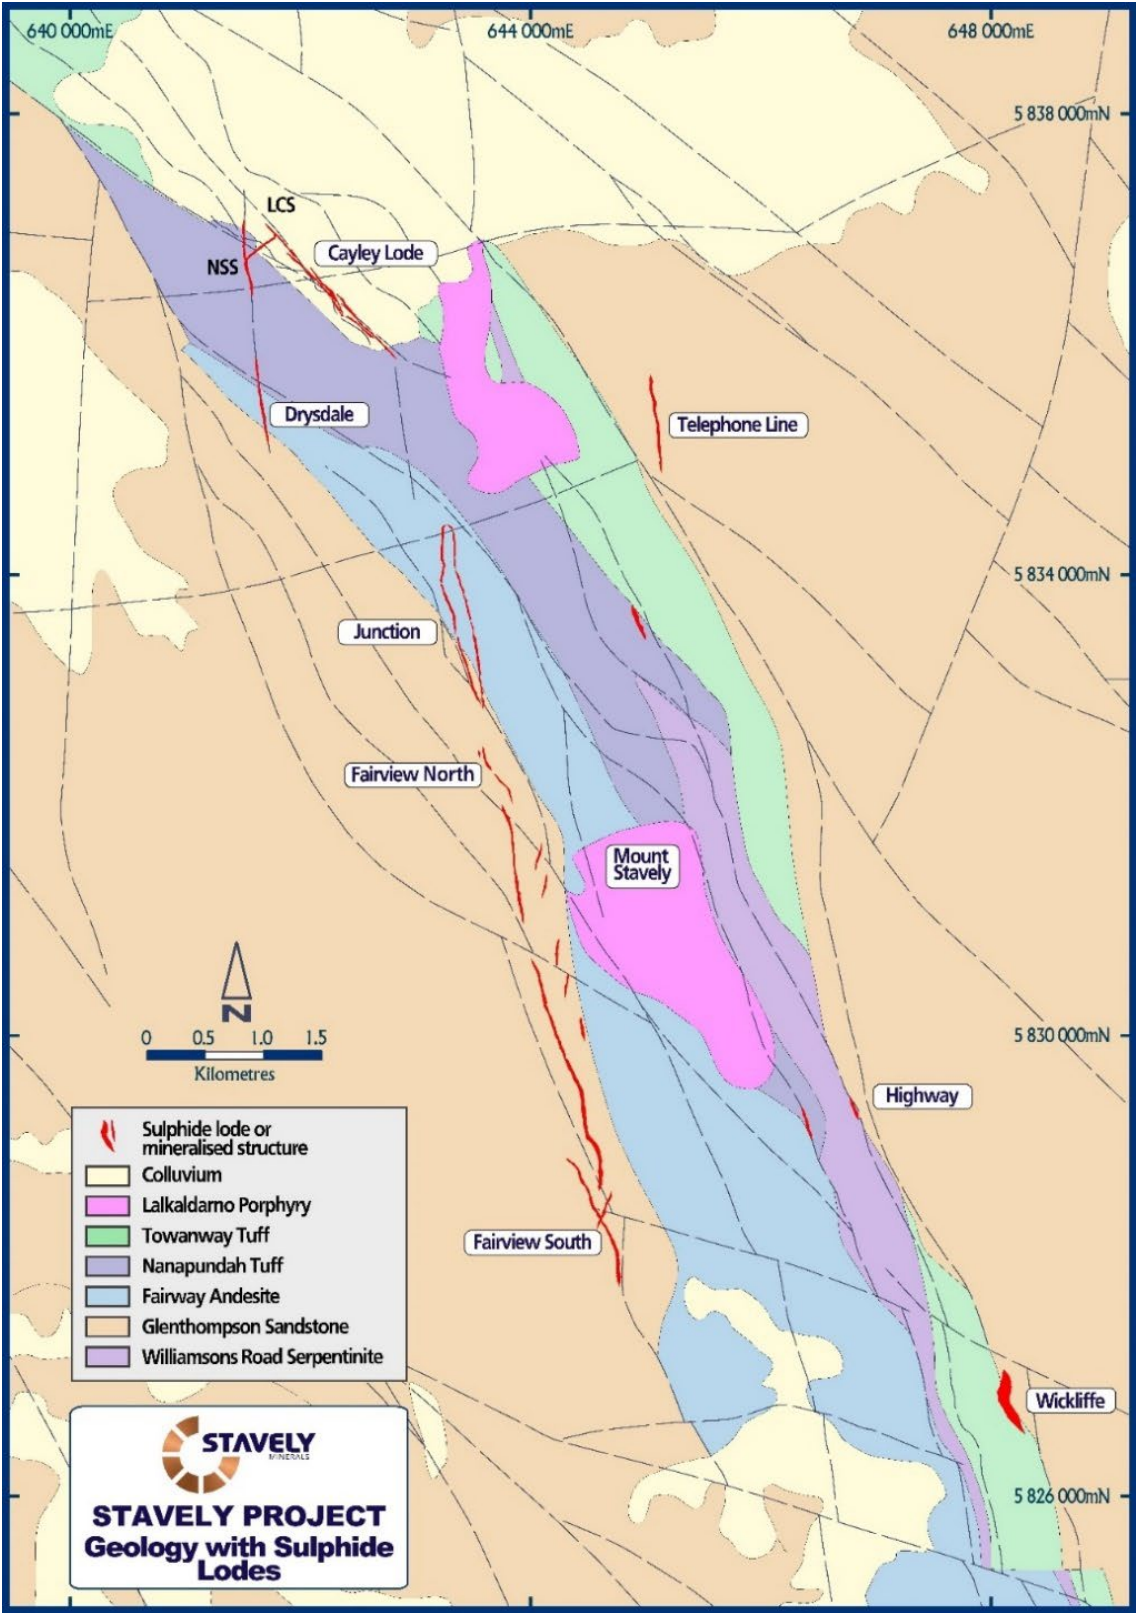 640 000mE
644 000mE
648 000mE
5 838 000mN
LCS
Cayley Lode
NSS
Drysdale
Telephone Line
5 834 000mN
Junction
Fairview North
Mount
Stavely
N
0 0.5 1.0 1.5
Kilometres
5 830 000mN
Highway
Sulphide lode or
mineralised structure
Colluvium
Lalkaldarno Porphyry
Towanway Tuff
Nanapundah Tuff
Fairway Andesite
Glenthompson Sandstone
Williamsons Road Serpentinite
Fairview South
Wickliffe
5 826 000mN
STAVELY
MINERALS
STAVELY PROJECT
Geology with Sulphide
Lodes